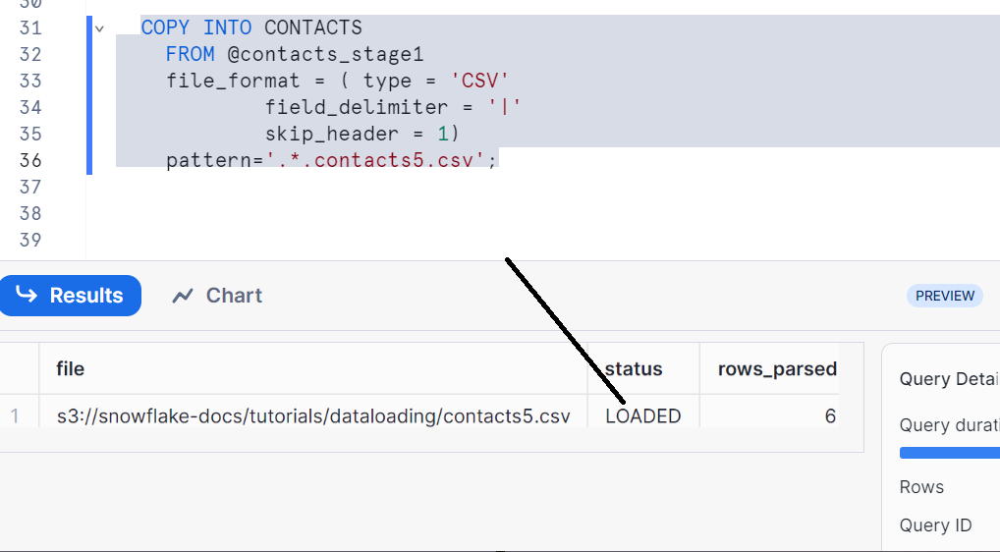 30
31 COPY INTO CONTACTS
32 FROM @contacts_stage1
33 file_format = ( type = 'CSV'
34 field_delimiter = '|'
35 skip_header = 1)
36 pattern='.*.contacts5.csv';
37
38
39
Results Chart PREVIEW
file status rows_parsed
1 s3://snowflake-docs/tutorials/dataloading/contacts5.csv LOADED 6
Query Detai
Query durati
Rows
Query ID